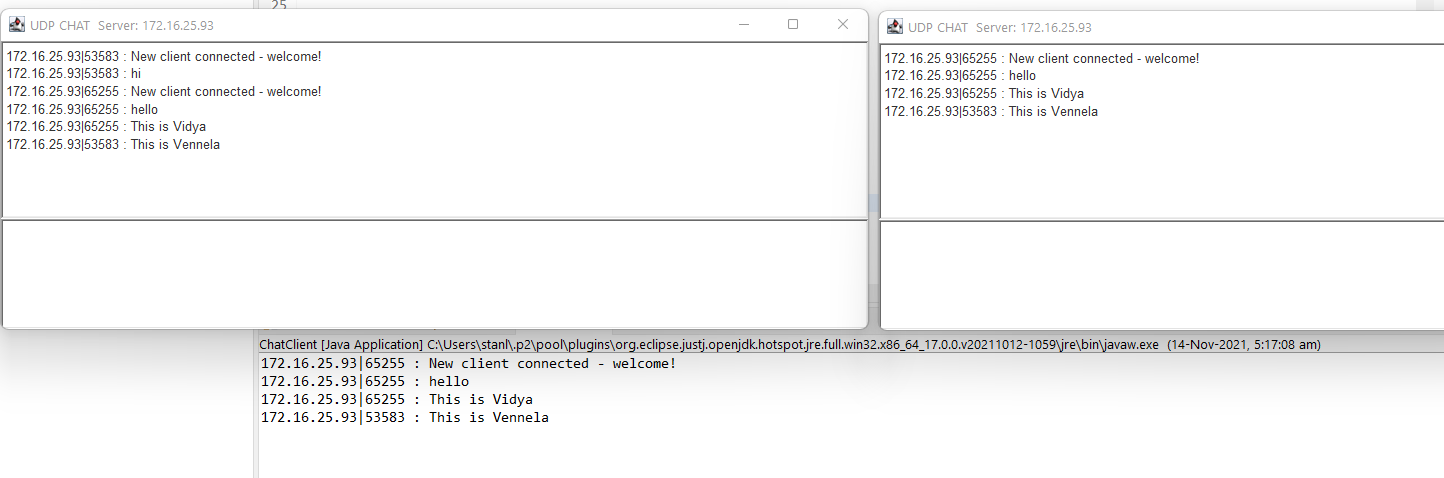 25
UDP CHAT Server: 172.16.25.93
172.16.25.93|53583 : New client connected - welcome!
172.16.25.93|53583 : hi
172.16.25.93|65255 : New client connected - welcome!
172.16.25.93|65255 : hello
172.16.25.93|65255 : This is Vidya
172.16.25.93|53583 : This is Vennela
UDP CHAT Server: 172.16.25.93
172.16.25.93|65255 : New client connected - welcome!
172.16.25.93|65255 : hello
172.16.25.93|65255 : This is Vidya
172.16.25.93|53583 : This is Vennela
ChatClient [Java Application] C:\Users\stanl\.p2\pool\plugins\org.eclipse.justj.openjdk.hotspot.jre.full.win32.x86_64_17.0.0.v20211012-1059\jre\bin\javaw.exe (14-Nov-2021, 5:17:08 am)
172.16.25.93|65255 : New client connected - welcome!
172.16.25.93|65255 : hello
172.16.25.93|65255 : This is Vidya
172.16.25.93|53583 : This is Vennela